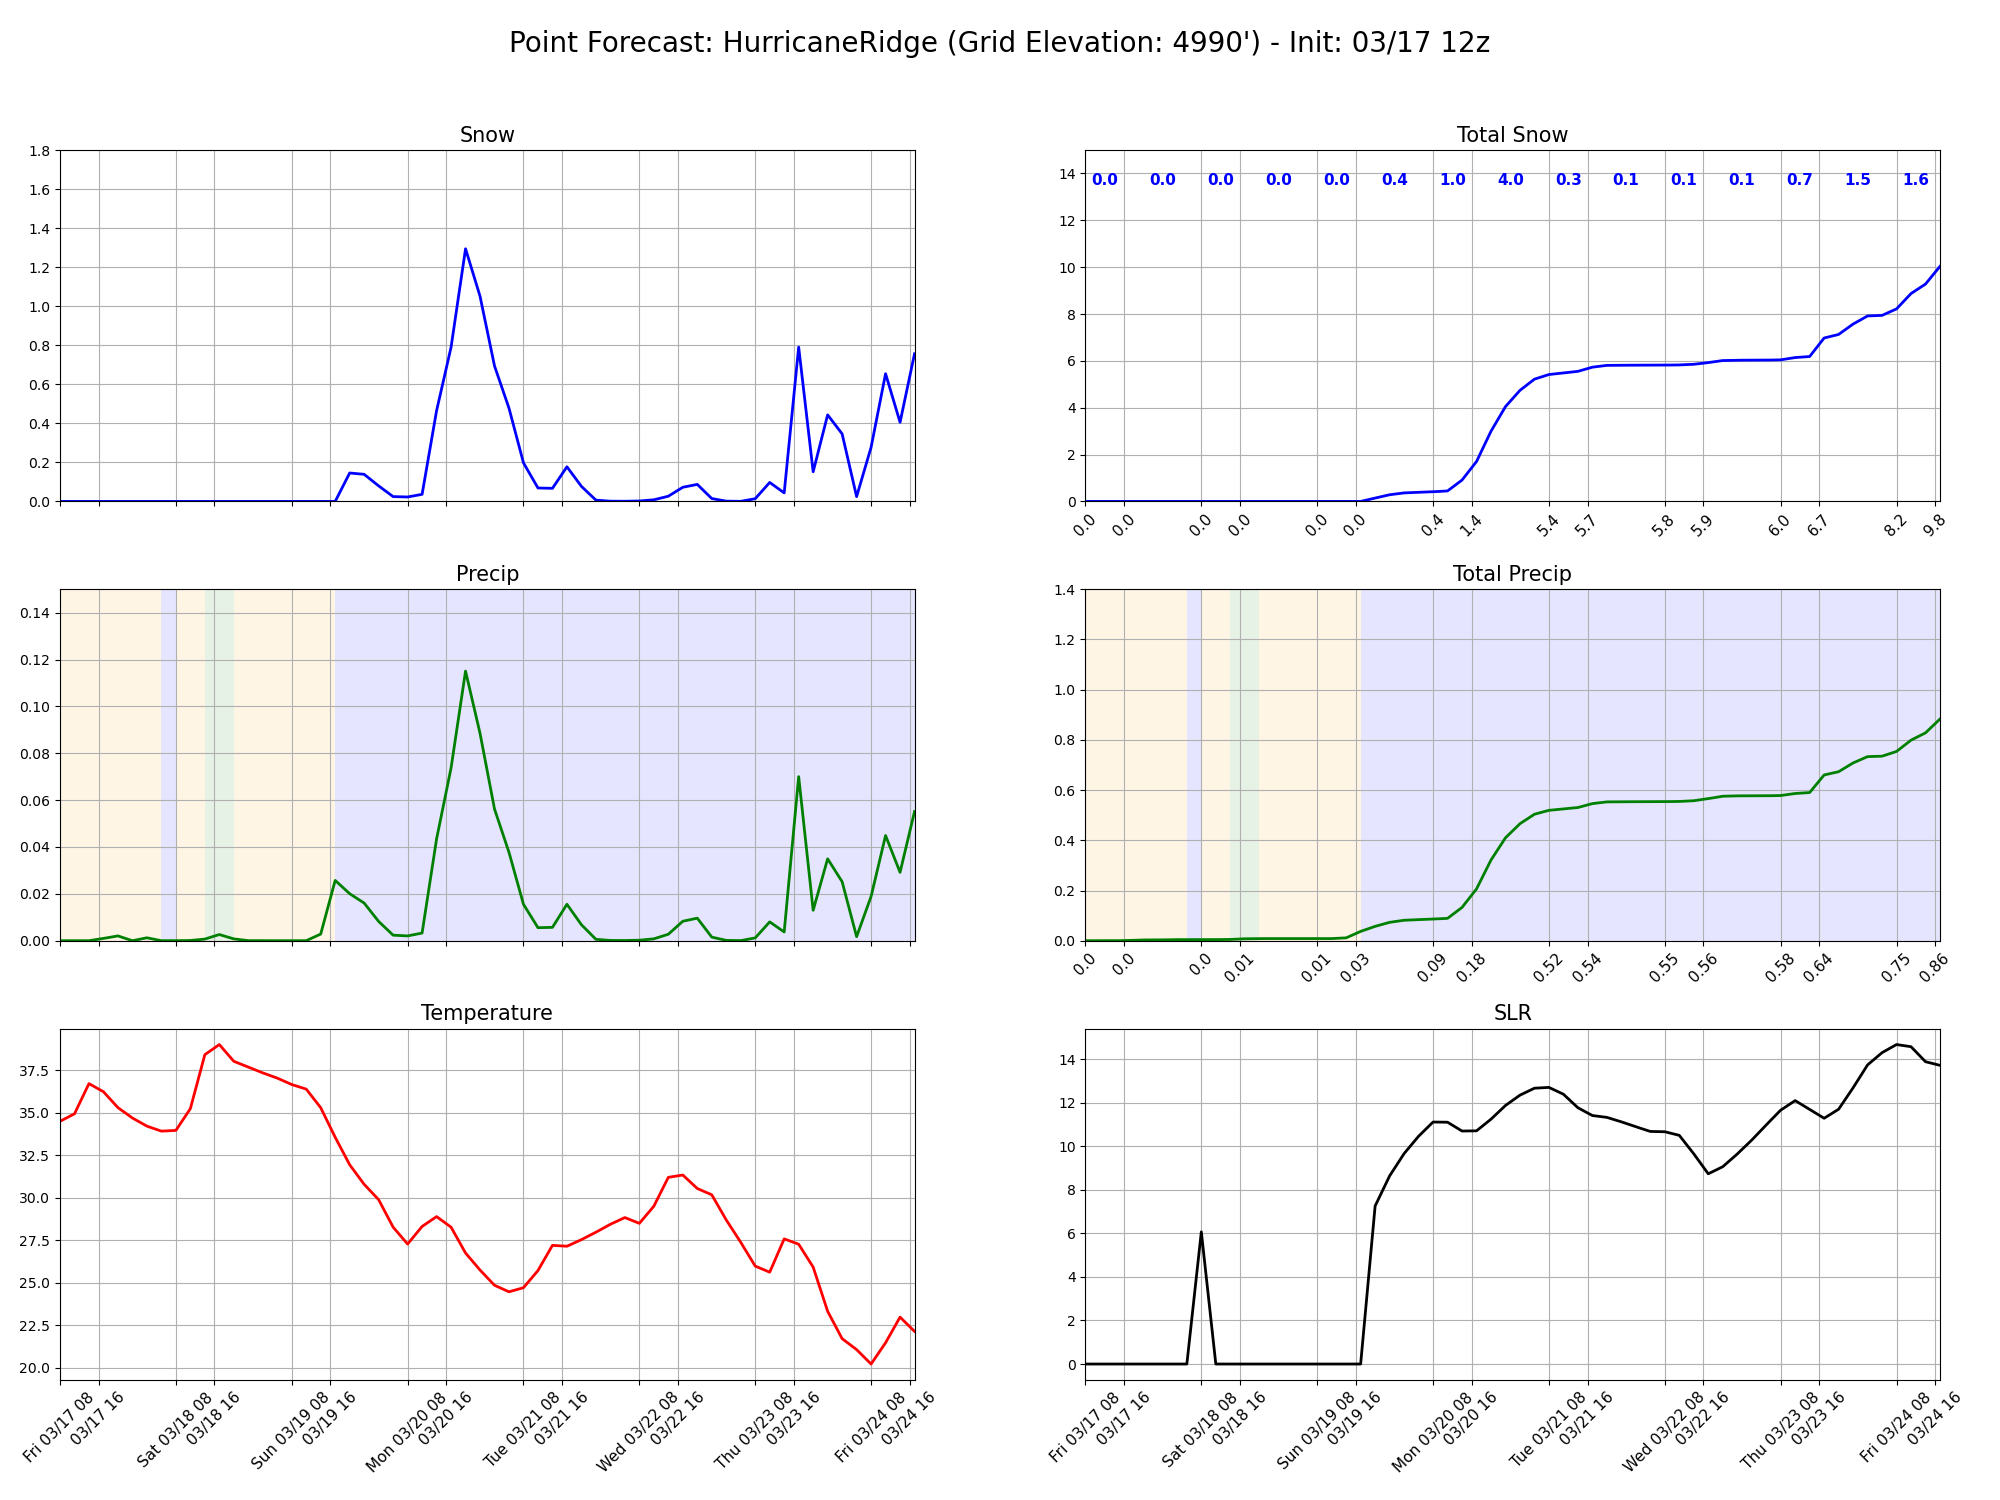 Point Forecast: HurricaneRidge (Grid Elevation: 4990') - Init: 03/17 12z
Snow
1.8
1.6
1.4
1.2
1.0
0.8
0.6
0.4
0.2
0.0
Total Snow
0.0 0.0 0.0 0.0 0.0 0.4 1.0 4.0 0.3 0.1 0.1 0.1 0.7 1.5 1.6
14
12
10
8
6
4
2
0
0.0 0.0 0.0 0.0 0.0 0.0 0.4 1.4 5.4 5.7 5.8 5.9 6.0 6.7 8.2 9.8
Precip
0.14
0.12
0.10
0.08
0.06
0.04
0.02
0.00
Total Precip
1.4
1.2
1.0
0.8
0.6
0.4
0.2
0.0
0.0 0.0 0.0 0.01 0.01 0.03 0.09 0.18 0.52 0.54 0.55 0.56 0.58 0.64 0.75 0.86
Temperature
37.5
35.0
32.5
30.0
27.5
25.0
22.5
20.0
Fri 03/17 08
03/17 16
Sat 03/18 08
03/18 16
Sun 03/19 08
03/19 16
Mon 03/20 08
03/20 16
Tue 03/21 08
03/21 16
Wed 03/22 08
03/22 16
Thu 03/23 08
03/23 16
Fri 03/24 08
03/24 16
SLR
14
12
10
8
6
4
2
0
Fri 03/17 08
03/17 16
Sat 03/18 08
03/18 16
Sun 03/19 08
03/19 16
Mon 03/20 08
03/20 16
Tue 03/21 08
03/21 16
Wed 03/22 08
03/22 16
Thu 03/23 08
03/23 16
Fri 03/24 08
03/24 16